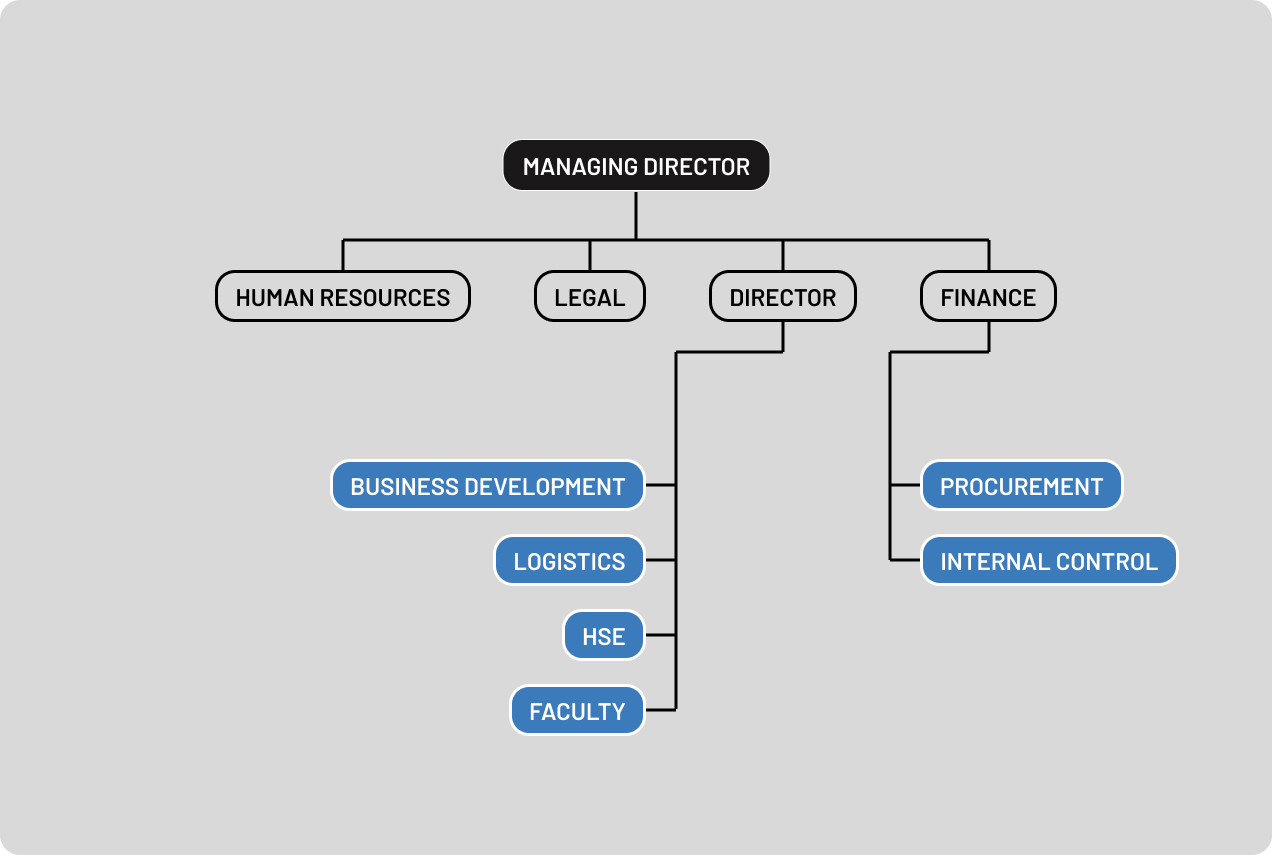 MANAGING DIRECTOR
HUMAN RESOURCES
LEGAL
DIRECTOR
FINANCE
BUSINESS DEVELOPMENT
LOGISTICS
HSE
FACULTY
PROCUREMENT
INTERNAL CONTROL